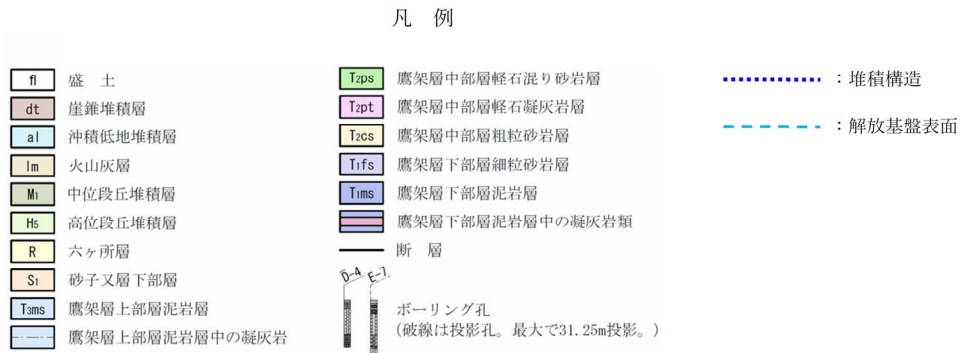 凡 例
fl 盛 土
dt 崖錐堆積層
al 沖積低地堆積層
lm 火山灰層
M1 中位段丘堆積層
H5 高位段丘堆積層
R 六ヶ所層
S1 砂子又層下部層
T3ms 鷹架層上部層泥岩層
鷹架層上部層泥岩層中の凝灰岩
T2ps 鷹架層中部層軽石混り砂岩層
T2pt 鷹架層中部層軽石凝灰岩層
T2cs 鷹架層中部層粗粒砂岩層
T1fs 鷹架層下部層細粒砂岩層
T1ms 鷹架層下部層泥岩層
鷹架層下部層泥岩層中の凝灰岩類
断 層
D-4 E-7
ボーリング孔
(破線は投影孔。最大で31.25m投影。)
：堆積構造
：解放基盤表面